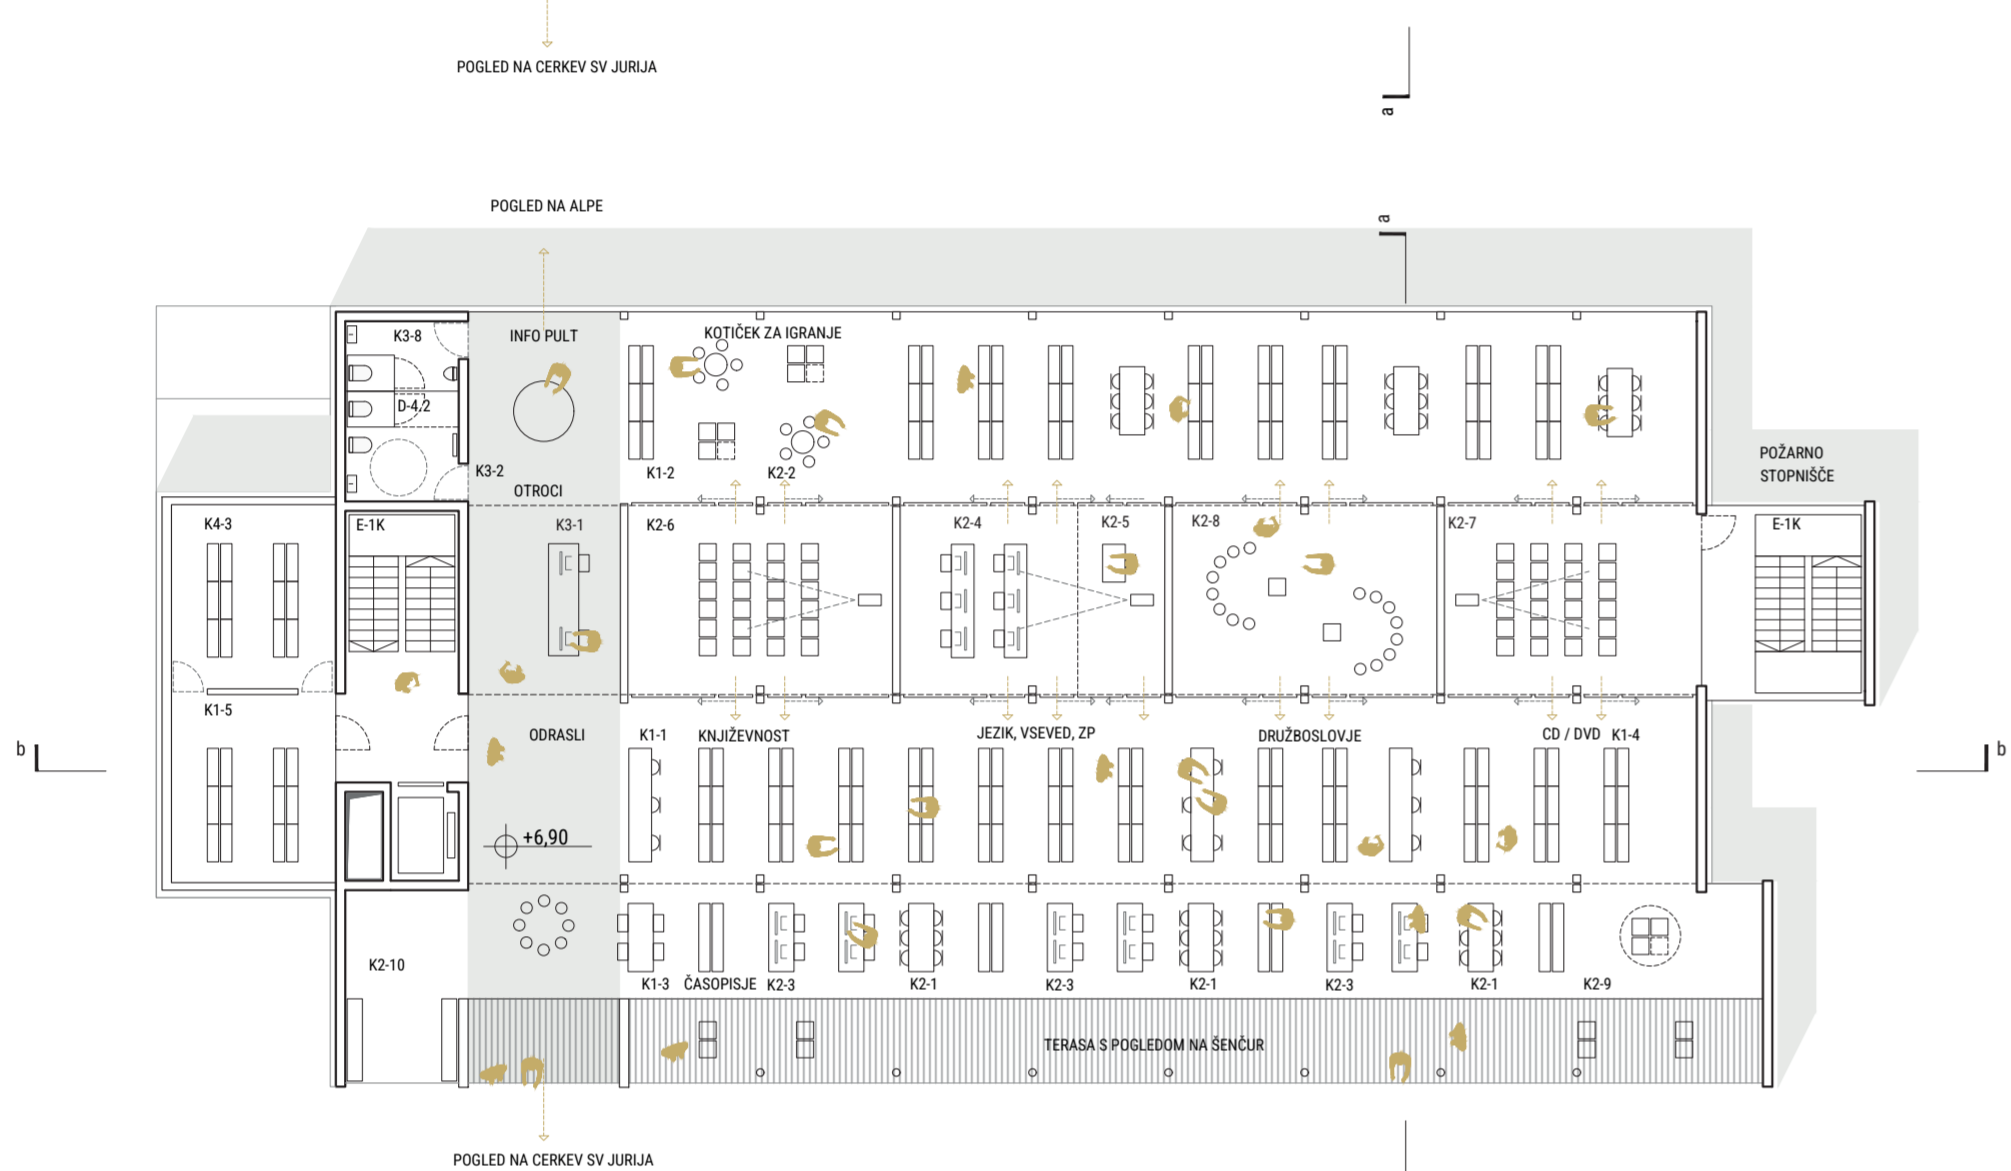 POGLED NA CERKEV SV JURIJA
a
POGLED NA ALPE
a
K3-8
INFO PULT
KOTIČEK ZA IGRANJE
D-4,2
K3-2
K1-2
K2-2
OTROCI
POŽARNO
STOPNIŠČE
K4-3
E-1K
K3-1
K2-6
K2-4
K2-5
K2-8
K2-7
E-1K
K1-5
ODRASLI
K1-1
KNJIŽEVNOST
JEZIK, VSEVED, ZP
DRUŽBOSLOVJE
CD / DVD
K1-4
b
b
+6,90
K2-10
K1-3
ČASOPISJE
K2-3
K2-1
K2-3
K2-1
K2-3
K2-1
K2-9
TERASA S POGLEDOM NA ŠENČUR
POGLED NA CERKEV SV JURIJA